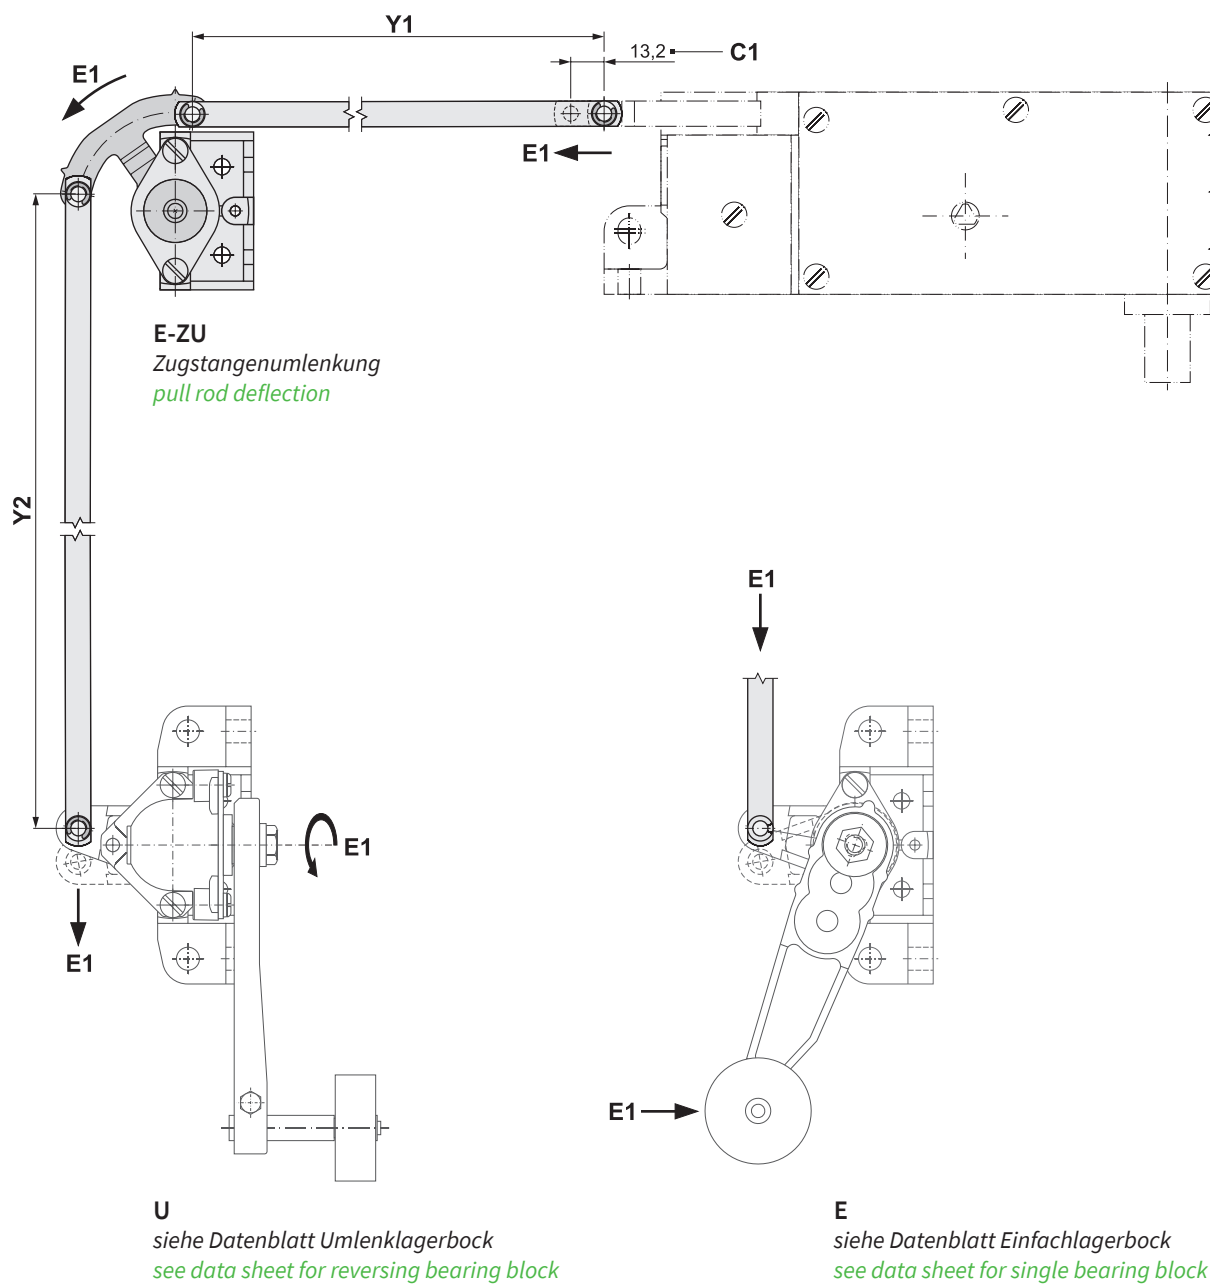 Y1
13,2
C1
E1
E1
E-ZU
Zugstangenumlenkung
pull rod deflection
Y2
E1
E1
E1
E1
U
siehe Datenblatt Umlenklagerbock
see data sheet for reversing bearing block
E
siehe Datenblatt Einfachlagerbock
see data sheet for single bearing block